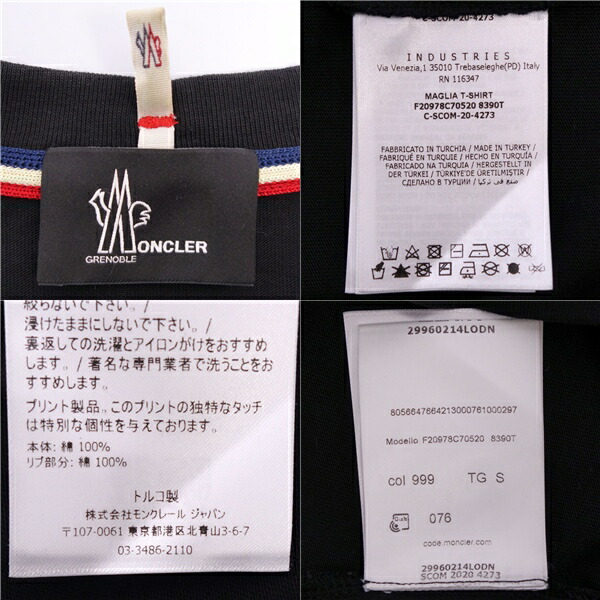 MONCLER
GRENOBLE
C-SCOM-20-4273
INDUSTRIES
Via Venezia,1 35010 Trebaseleghe(PD) Italy
RN 116347
MAGLIA T-SHIRT
F20978C70520 8390T
C-SCOM-20-4273
FABBRICATO IN TURCHIA / MADE IN TURKEY
FABRIQUÉ EN TURQUIE / HECHO EN TURQUÍA
FABRICADO NA TURQUIA / HERGESTELLT IN
DER TÜRKEI / TÜRKİYE'DE ÜRETİLMİŞTİR /
СДЕЛАНО В ТУРЦИИ / صنع في تركيا
絞らないで下さい。/
浸けたままにしないで下さい。/
裏返しての洗濯とアイロンがけをおすすめ
します。/ 著名な専門業者で洗うことをお
すすめします。
プリント製品。このプリントの独特なタッチ
は特別な個性を与えております。
本体: 綿 100%
リブ部分: 綿 100%
トルコ製
株式会社モンクレール ジャパン
〒107-0061 東京都港区北青山3-6-7
03-3486-2110
29960214LODN
8056647664213000761000297
Modello F20978C70520 8390T
col 999 TG S
076
code.moncler.com
29960214LODN
SCOM 2020 4273